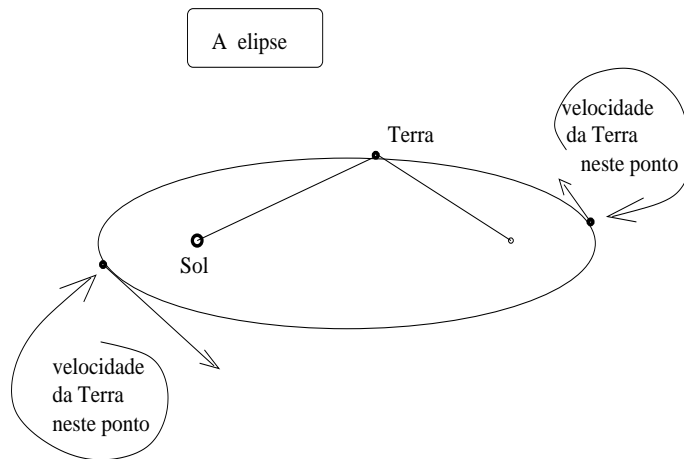 A elipse
velocidade
da Terra
neste ponto
Terra
Sol
velocidade
da Terra
neste ponto